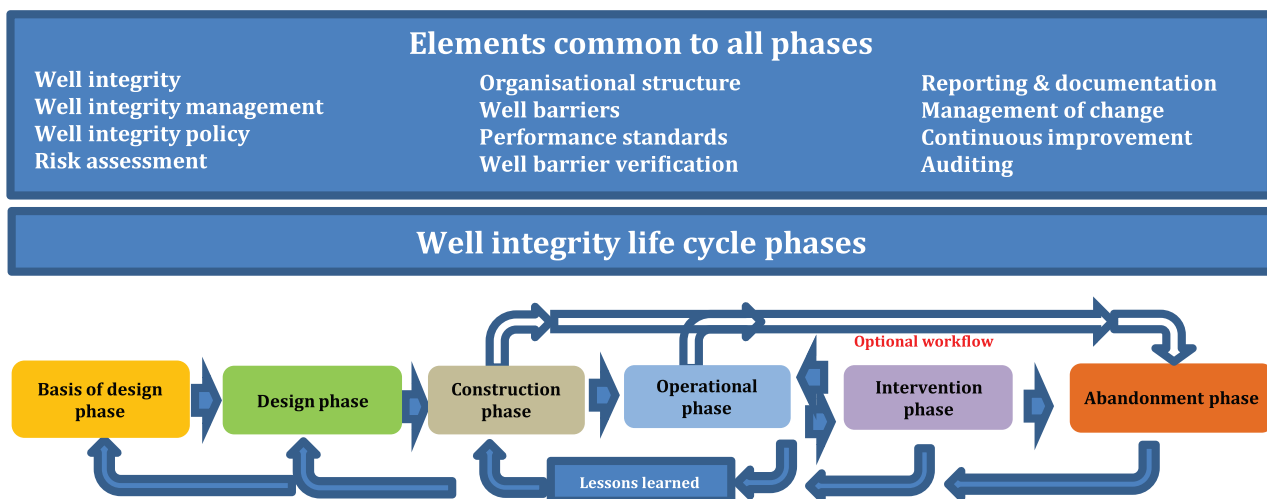 Elements common to all phases
Well integrity
Well integrity management
Well integrity policy
Risk assessment
Organisational structure
Well barriers
Performance standards
Well barrier verification
Reporting & documentation
Management of change
Continuous improvement
Auditing
Well integrity life cycle phases
Optional workflow
Basis of design
phase
Design phase
Construction
phase
Operational
phase
Intervention
phase
Abandonment phase
Lessons learned